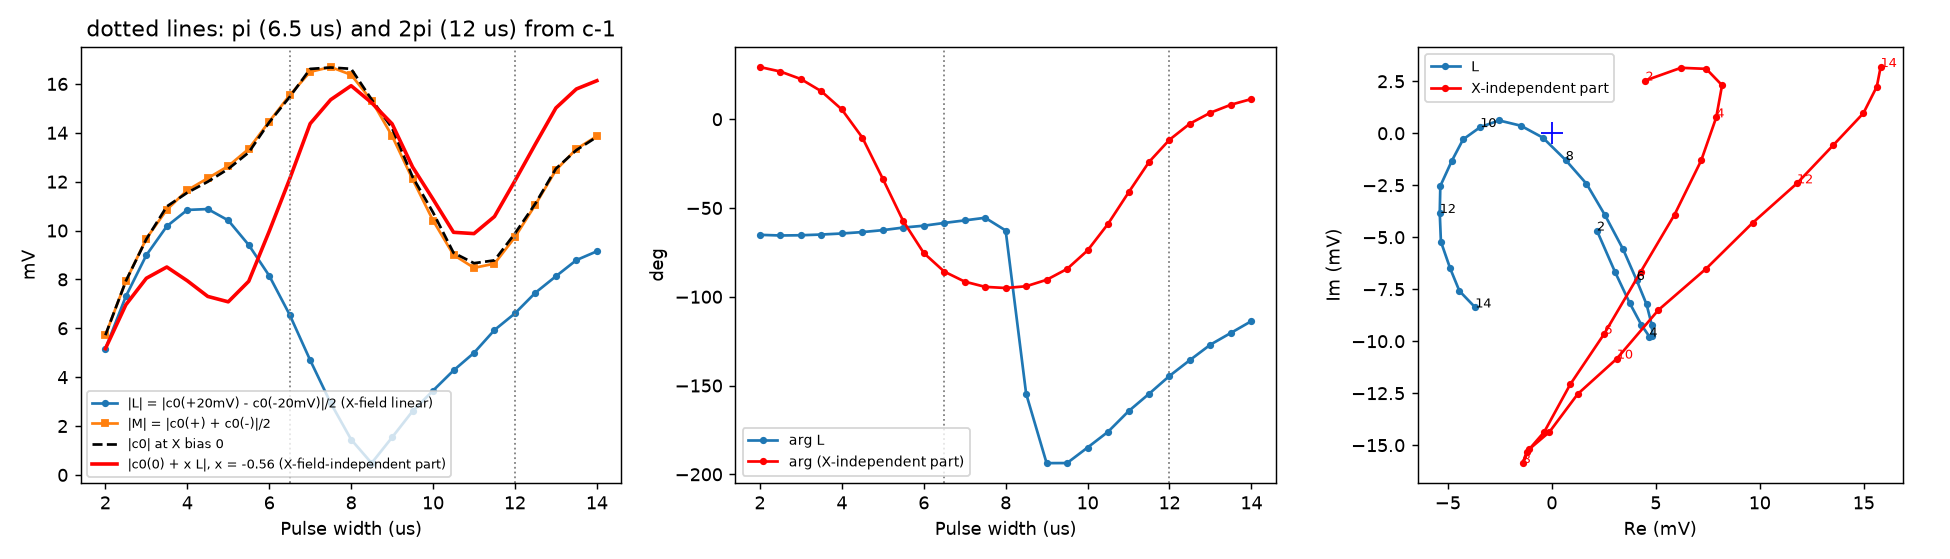 dotted lines: pi (6.5 us) and 2pi (12 us) from c-1
mV
16
14
12
10
8
6
4
2
0
|L| = |c0(+20mV) - c0(-20mV)|/2 (X-field linear)
|M| = |c0(+) + c0(-)|/2
|c0| at X bias 0
|c0(0) + x L|, x = -0.56 (X-field-independent part)
2 4 6 8 10 12 14
Pulse width (us)
deg
0
−50
−100
−150
−200
arg L
arg (X-independent part)
2 4 6 8 10 12 14
Pulse width (us)
Im (mV)
2.5
0.0
−2.5
−5.0
−7.5
−10.0
−12.5
−15.0
L
X-independent part
2
4
6
8
10
12
14
2
4
6
8
10
12
14
−5 0 5 10 15
Re (mV)